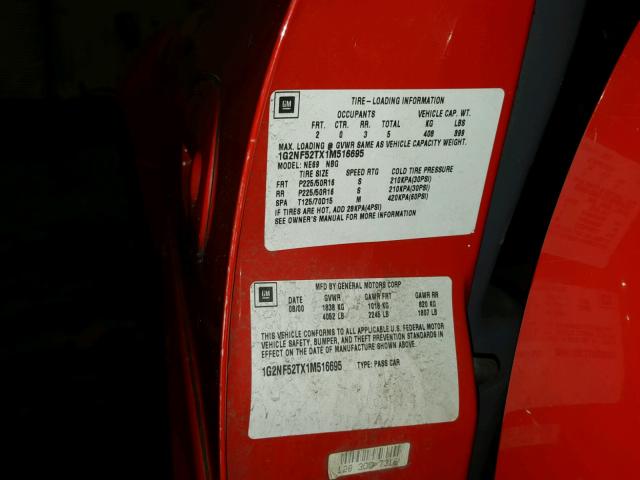 GM
TIRE-LOADING INFORMATION
OCCUPANTS VEHICLE CAP. WT.
FRT. CTR. RR. TOTAL KG LBS
2 0 3 5 408 899
MAX. LOADING @ GVWR SAME AS VEHICLE CAPACITY WEIGHT.
1G2NF52TX1M516695
MODEL: NE69 NBG
TIRE SIZE SPEED RTG COLD TIRE PRESSURE
FRT P225/50R16 S 210KPA(30PSI)
RR P225/50R16 S 210KPA(30PSI)
SPA T125/70D15 M 420KPA(60PSI)
IF TIRES ARE HOT, ADD 28KPA(4PSI)
SEE OWNER'S MANUAL FOR MORE INFORMATION
GM
MFD BY GENERAL MOTORS CORP
DATE GVWR GAWR FRT GAWR RR
08/00 1838 KG 1018 KG 820 KG
4052 LB 2245 LB 1807 LB
THIS VEHICLE CONFORMS TO ALL APPLICABLE U.S. FEDERAL MOTOR
VEHICLE SAFETY, BUMPER, AND THEFT PREVENTION STANDARDS IN
EFFECT ON THE DATE OF MANUFACTURE SHOWN ABOVE.
1G2NF52TX1M516695 TYPE: PASS CAR
128 300 7316